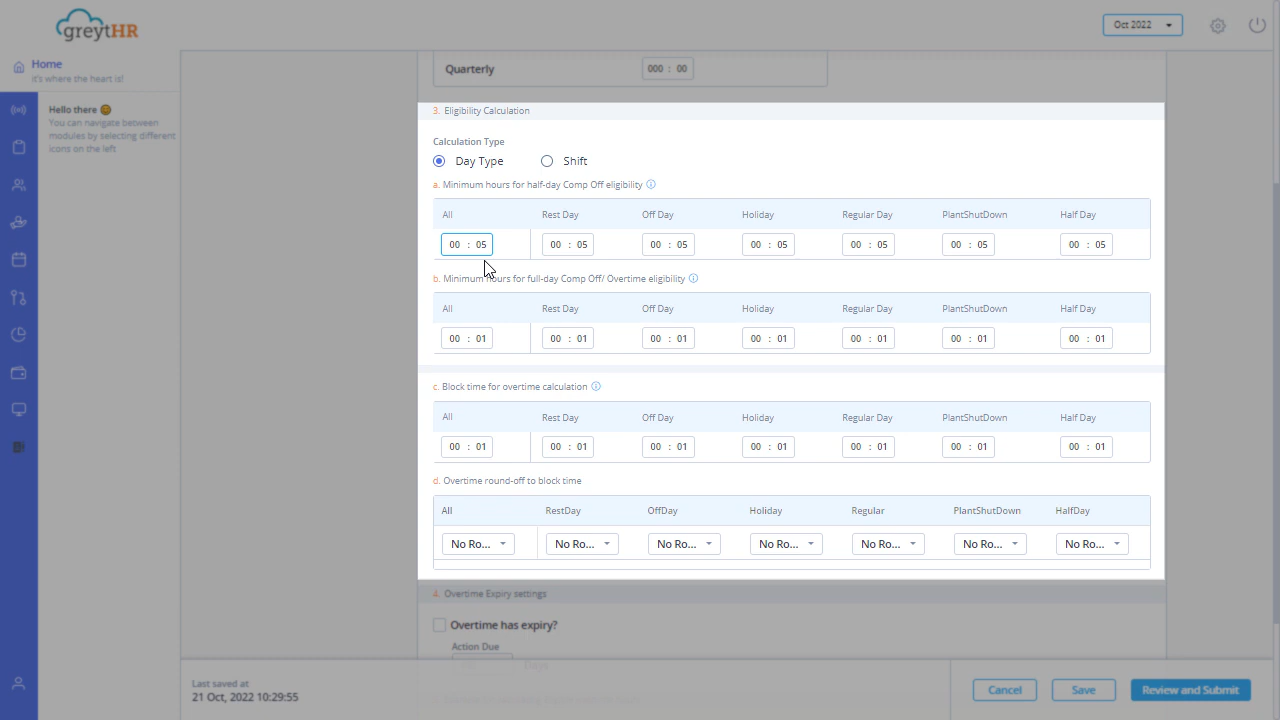 greytHR
Oct 2022
Home
it's where the heart is!
Hello there
You can navigate between
modules by selecting different
icons on the left
Quarterly 000 : 00
3. Eligibility Calculation
Calculation Type
Day Type Shift
a. Minimum hours for half-day Comp Off eligibility
All Rest Day Off Day Holiday Regular Day PlantShutDown Half Day
00 : 05 00 : 05 00 : 05 00 : 05 00 : 05 00 : 05 00 : 05
b. Minimum hours for full-day Comp Off/ Overtime eligibility
All Rest Day Off Day Holiday Regular Day PlantShutDown Half Day
00 : 01 00 : 01 00 : 01 00 : 01 00 : 01 00 : 01 00 : 01
c. Block time for overtime calculation
All Rest Day Off Day Holiday Regular Day PlantShutDown Half Day
00 : 01 00 : 01 00 : 01 00 : 01 00 : 01 00 : 01 00 : 01
d. Overtime round-off to block time
All RestDay OffDay Holiday Regular PlantShutDown HalfDay
No Ro... No Ro... No Ro... No Ro... No Ro... No Ro... No Ro...
4. Overtime Expiry settings
Overtime has expiry?
Action Due
Days
Last saved at
21 Oct, 2022 10:29:55
Cancel Save Review and Submit